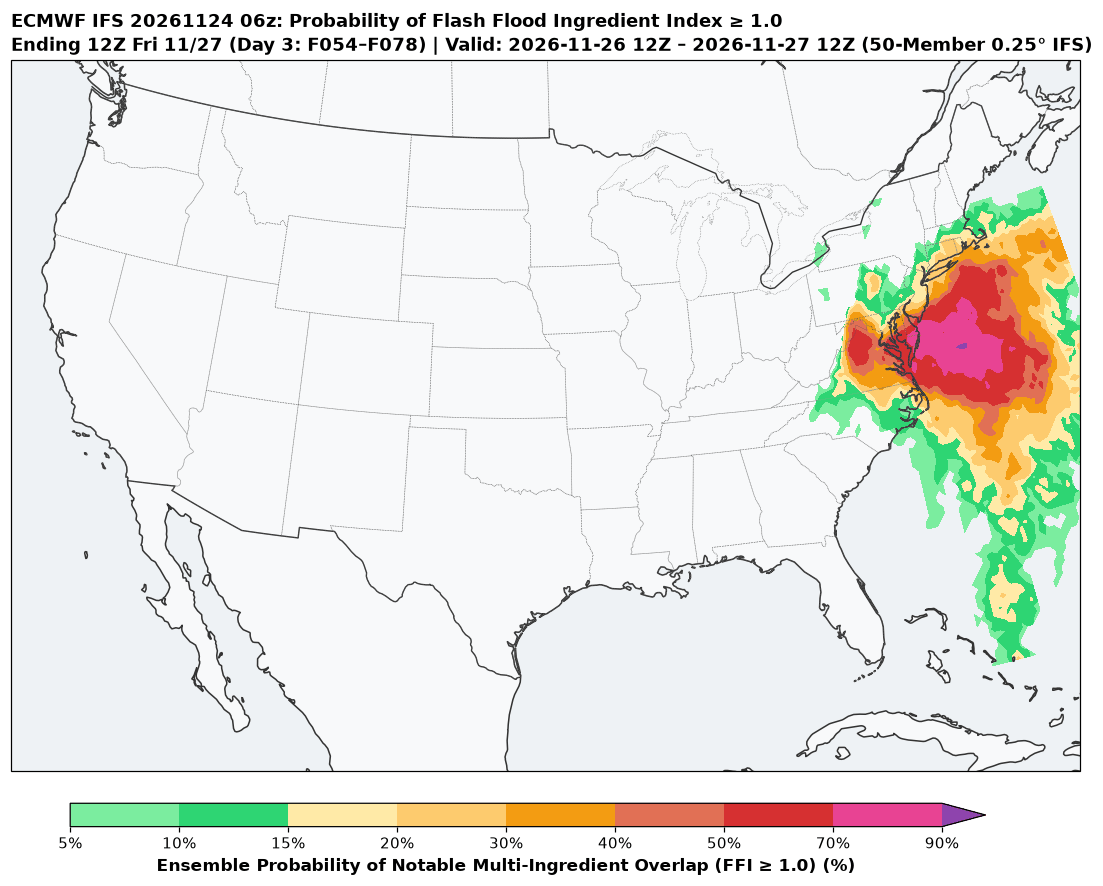 ECMWF IFS 20261124 06z: Probability of Flash Flood Ingredient Index ≥ 1.0
Ending 12Z Fri 11/27 (Day 3: F054–F078) | Valid: 2026-11-26 12Z – 2026-11-27 12Z (50-Member 0.25° IFS)
5% 10% 15% 20% 30% 40% 50% 70% 90%
Ensemble Probability of Notable Multi-Ingredient Overlap (FFI ≥ 1.0) (%)